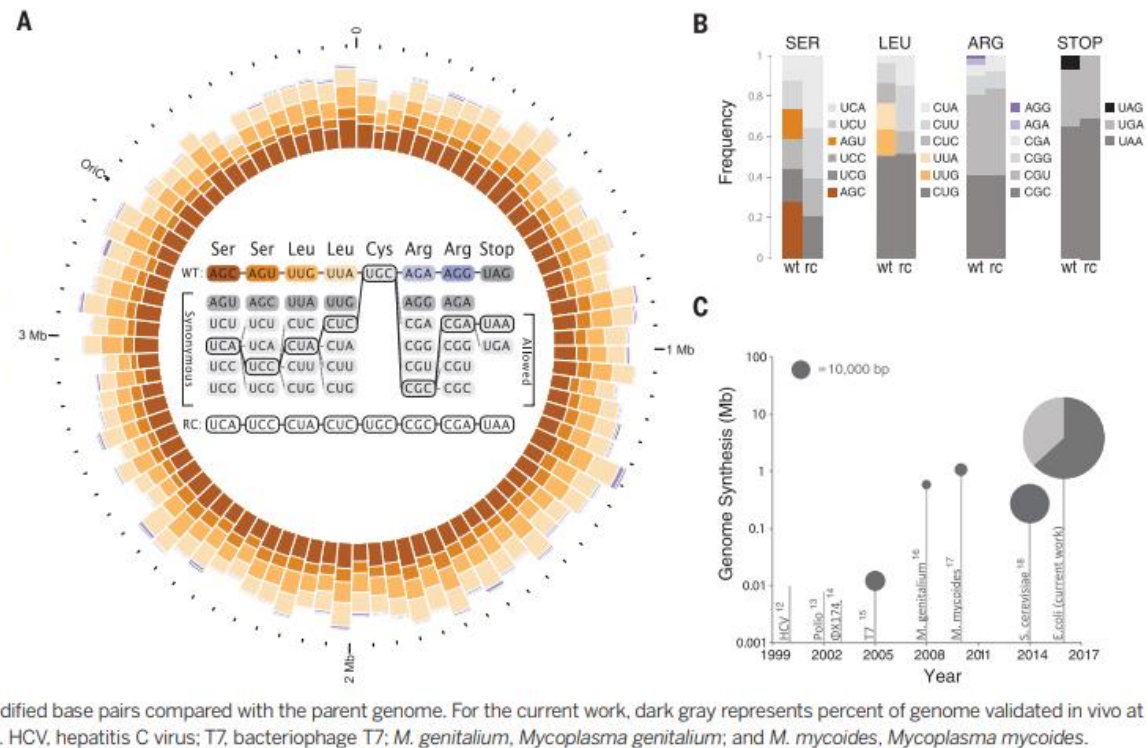 A
0
OriC
3 Mb
1 Mb
2 Mb
Ser Ser Leu Leu Cys Arg Arg Stop
WT: AGC AGU UUG UUA UGC AGA AGG UAG
Synonymous
AGU AGC UUA UUG AGG AGA
UCU UCU CUC CUC CGA CGA UAA
UCA UCA CUA CUA CGG CGG UGA
UCC UCC CUU CUU CGU CGU
UCG UCG CUG CUG CGC CGC
Allowed
RC: UCA UCC CUA CUC UGC CGC CGA UAA
B
SER LEU ARG STOP
Frequency
1
0.8
0.6
0.4
0.2
0
UCA
UCU
AGU
UCC
UCG
AGC
CUA
CUU
CUC
UUA
UUG
CUG
AGG
AGA
CGA
CGG
CGU
CGC
UAG
UGA
UAA
wt rc wt rc wt rc wt rc
C
Genome Synthesis (Mb)
100
10
1
0.1
0.01
0.001
= 10,000 bp
HCV 12
Polio 13
ΦX174 14
T7 15
M. genitalium 16
M. mycoides 17
S. cerevisiae 18
E.coli (current work)
1999 2002 2005 2008 2011 2014 2017
Year
dified base pairs compared with the parent genome. For the current work, dark gray represents percent of genome validated in vivo at
. HCV, hepatitis C virus; T7, bacteriophage T7; M. genitalium, Mycoplasma genitalium; and M. mycoides, Mycoplasma mycoides.